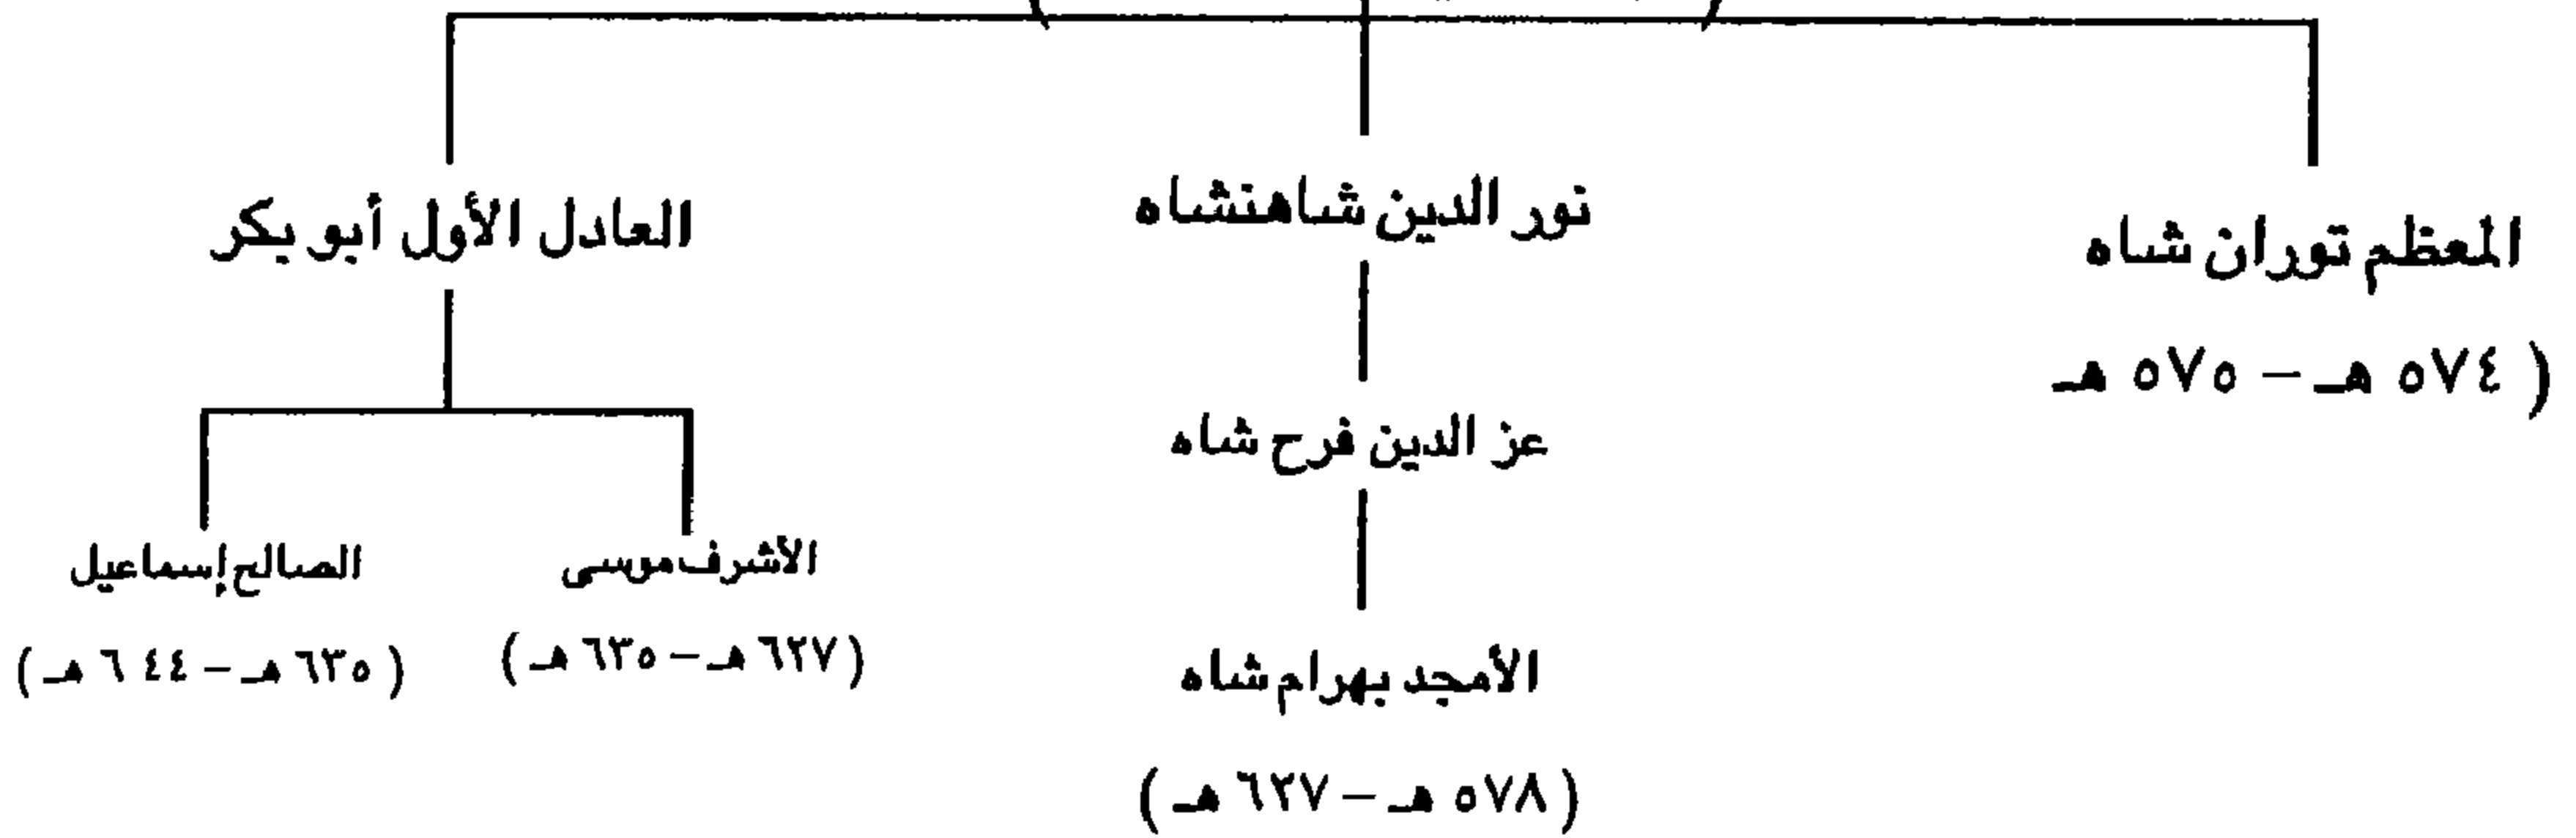 المعظم توران شاه
( ٥٧٤ هـ – ٥٧٥ هـ
نور الدين شاهنشاه
عز الدين فرح شاه
الأمجد بهرام شاه
( ٥٧٨ هـ – ٦٢٧ هـ )
العادل الأول أبو بكر
الأشرف موسى
( ٦٢٧ هـ – ٦٣٥ هـ )
الصالح إسماعيل
( ٦٣٥ هـ – ٦٤٤ هـ )